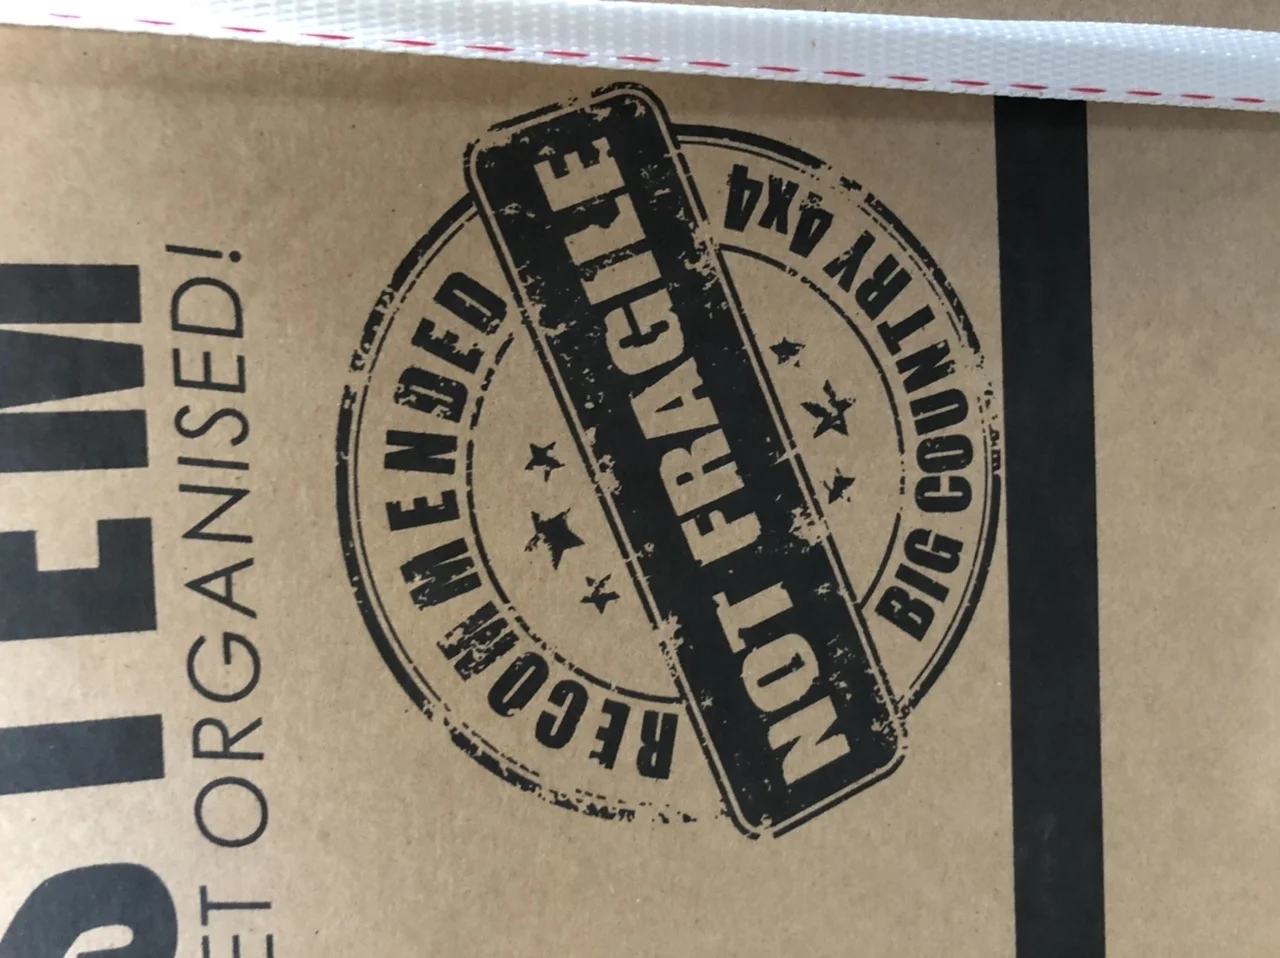 STEM
ET ORGANISED!
RECOMMENDED
NOT FRAGILE
BIG COUNTRY 4X4